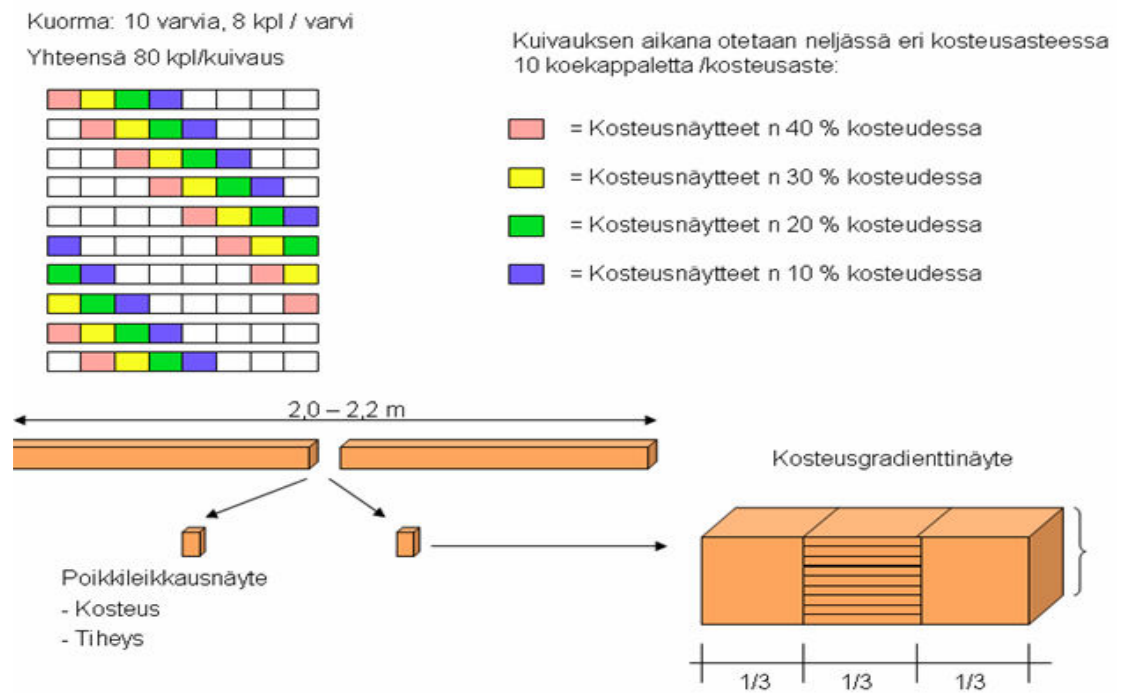 Kuorma: 10 varvia, 8 kpl / varvi
Yhteensä 80 kpl/kuivaus
Kuivauksen aikana otetaan neljässä eri kosteusasteessa
10 koekappaletta /kosteusaste:
= Kosteusnäytteet n 40 % kosteudessa
= Kosteusnäytteet n 30 % kosteudessa
= Kosteusnäytteet n 20 % kosteudessa
= Kosteusnäytteet n 10 % kosteudessa
2,0 – 2,2 m
Kosteusgradienttinäyte
Poikkileikkausnäyte
- Kosteus
- Tiheys
1/3 1/3 1/3